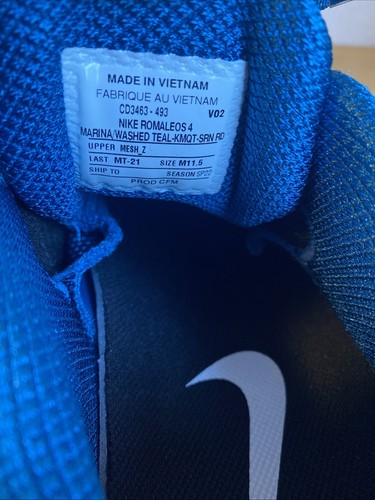 MADE IN VIETNAM
FABRIQUE AU VIETNAM
CD3463 - 493 V02
NIKE ROMALEOS 4
MARINA/WASHED TEAL-KMQT-SRN RD
UPPER MESH_Z
LAST MT-21 SIZE M11.5
SHIP TO SEASON SP22
PROD CFM